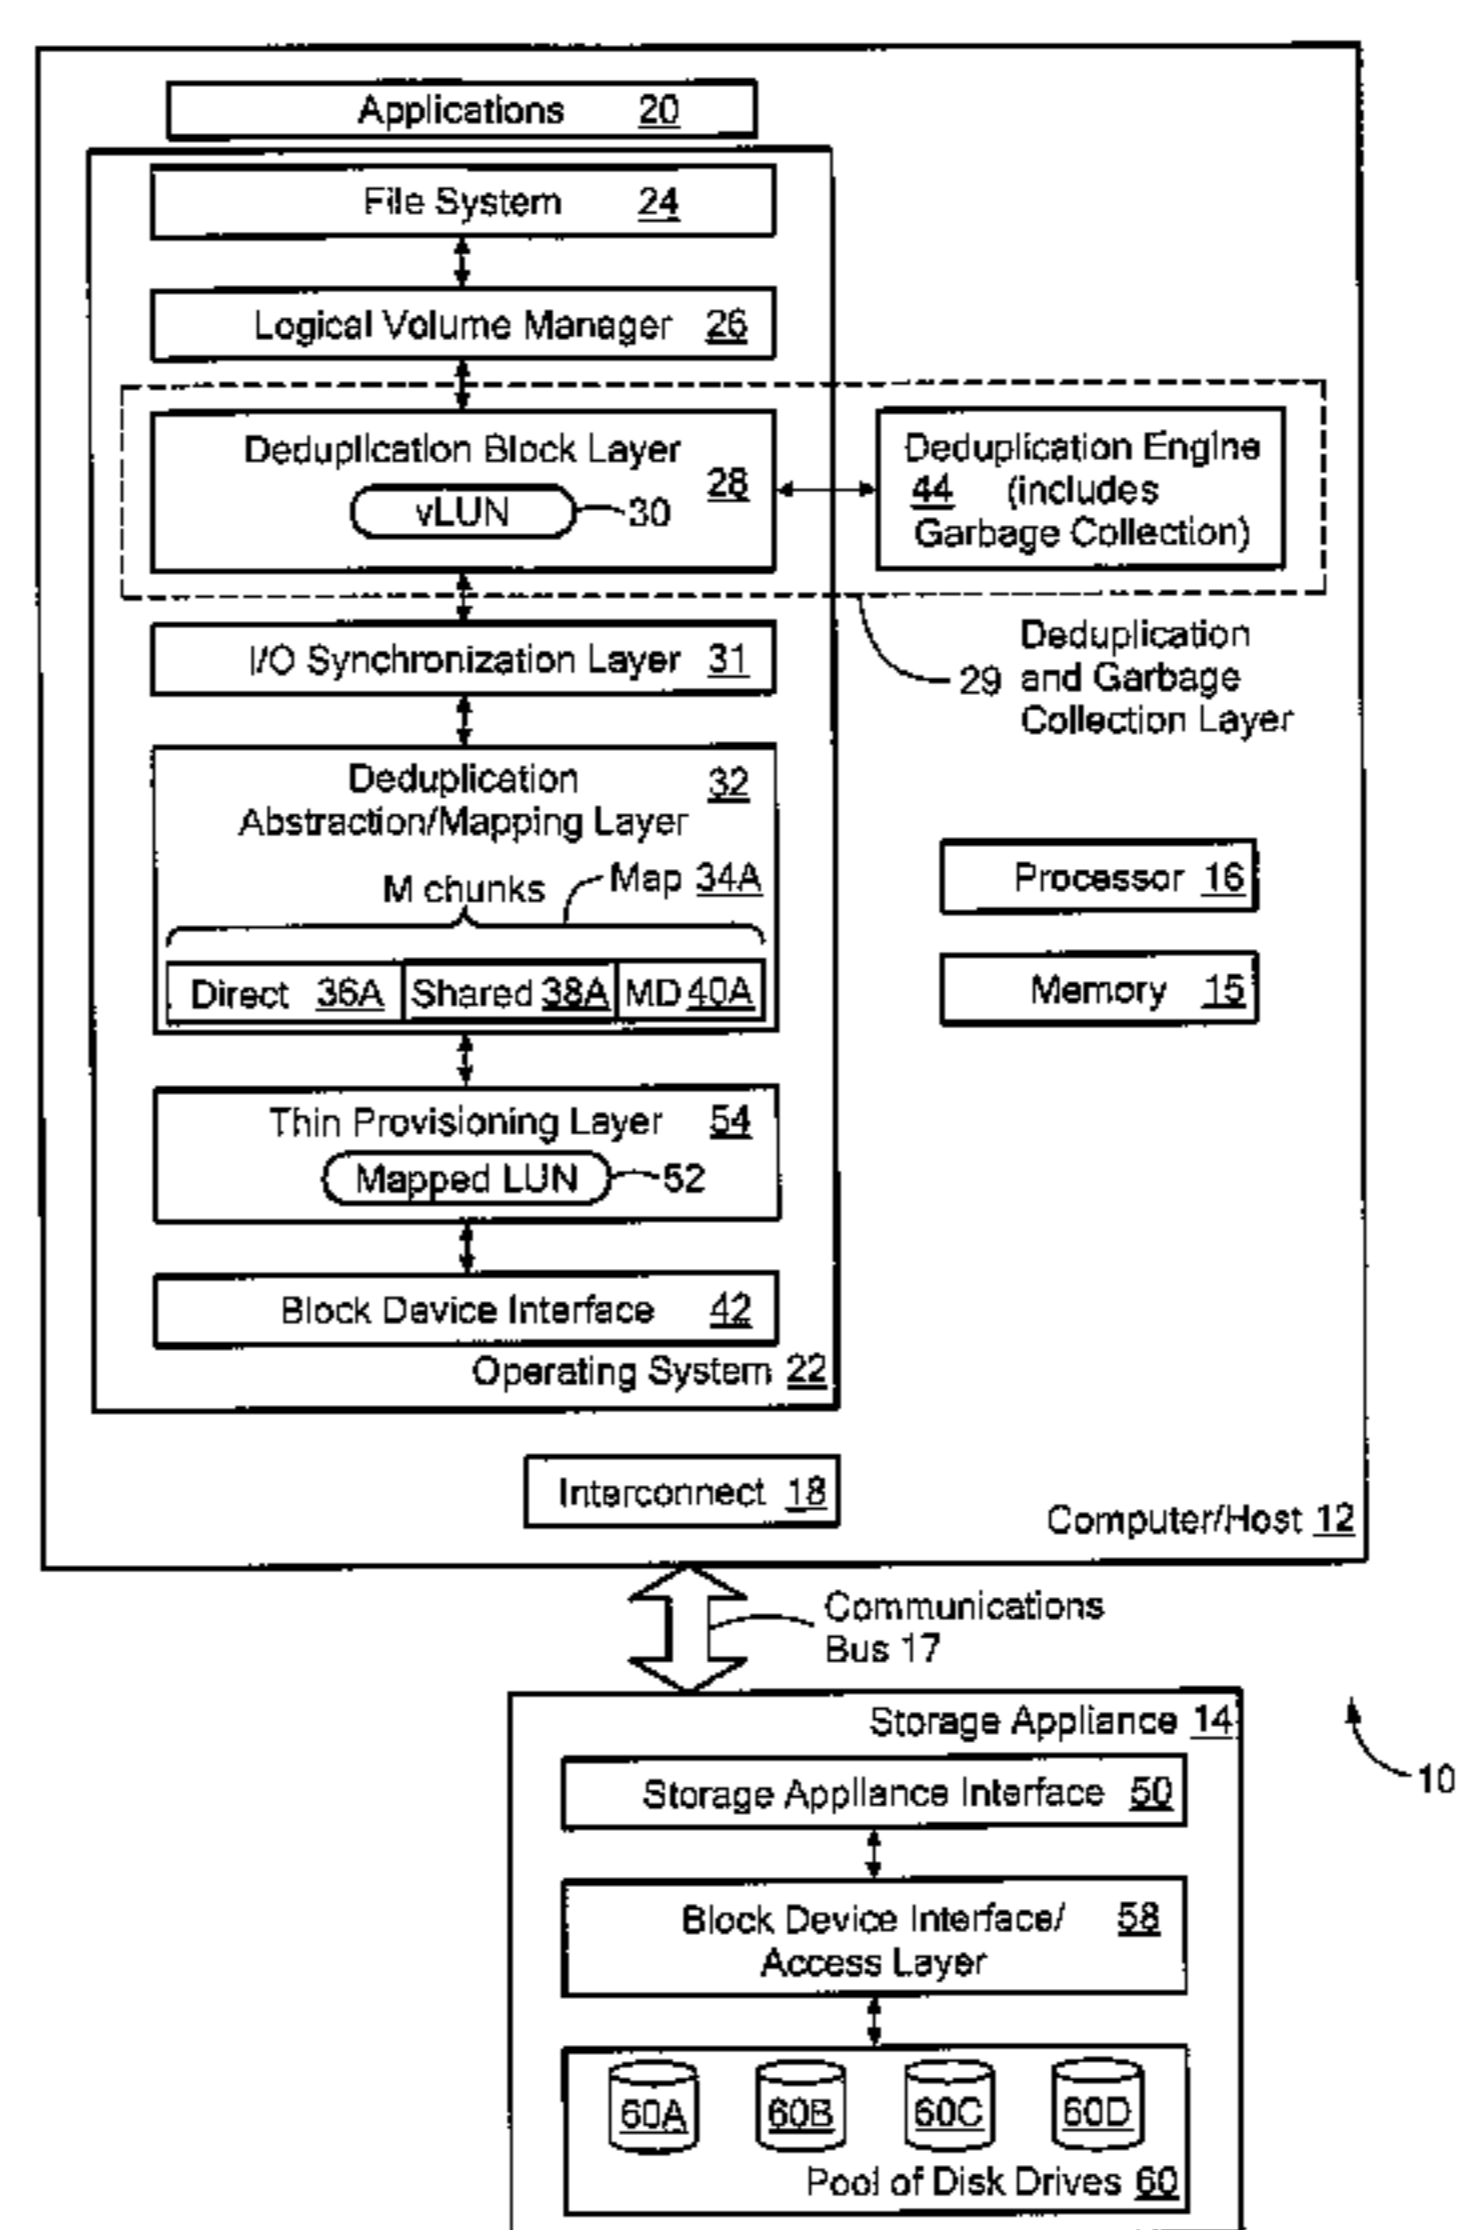 Applications 20
File System 24
Logical Volume Manager 26
Deduplication Block Layer
28
vLUN 30
Deduplication Engine
44 (includes
Garbage Collection)
I/O Synchronization Layer 31
29 Deduplication
and Garbage
Collection Layer
Deduplication 32
Abstraction/Mapping Layer
M chunks Map 34A
Direct 36A Shared 38A MD 40A
Processor 16
Memory 15
Thin Provisioning Layer 54
Mapped LUN 52
Block Device Interface 42
Operating System 22
Interconnect 18
Computer/Host 12
Communications
Bus 17
Storage Appliance 14
Storage Appliance Interface 50
10
Block Device Interface/ 58
Access Layer
60A 60B 60C 60D
Pool of Disk Drives 60